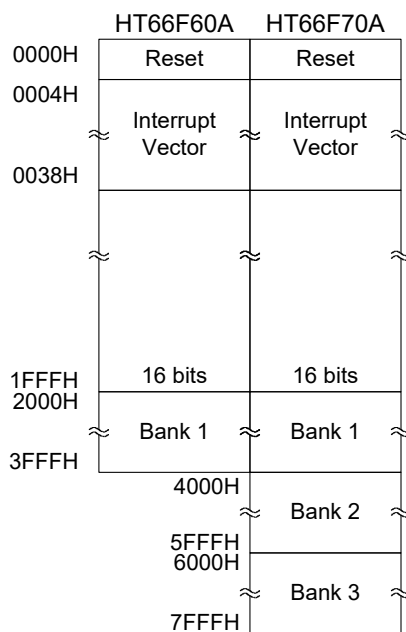 HT66F60A HT66F70A
0000H Reset Reset
0004H
Interrupt Interrupt
Vector Vector
0038H
1FFFH 16 bits 16 bits
2000H
Bank 1 Bank 1
3FFFH
4000H
Bank 2
5FFFH
6000H
Bank 3
7FFFH